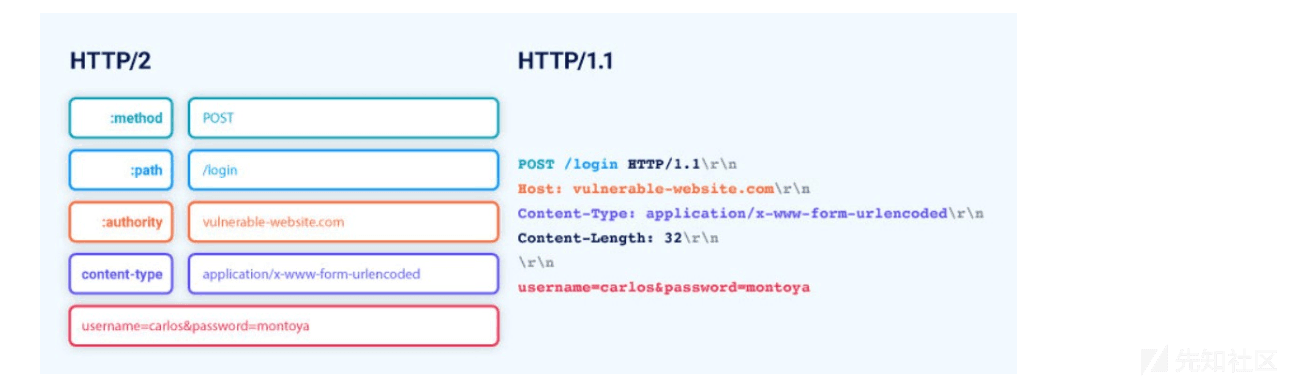 HTTP/2
:method POST
:path /login
:authority vulnerable-website.com
content-type application/x-www-form-urlencoded
username=carlos&password=montoya
HTTP/1.1
POST /login HTTP/1.1\r\n
Host: vulnerable-website.com\r\n
Content-Type: application/x-www-form-urlencoded\r\n
Content-Length: 32\r\n
\r\n
username=carlos&password=montoya
先知社区